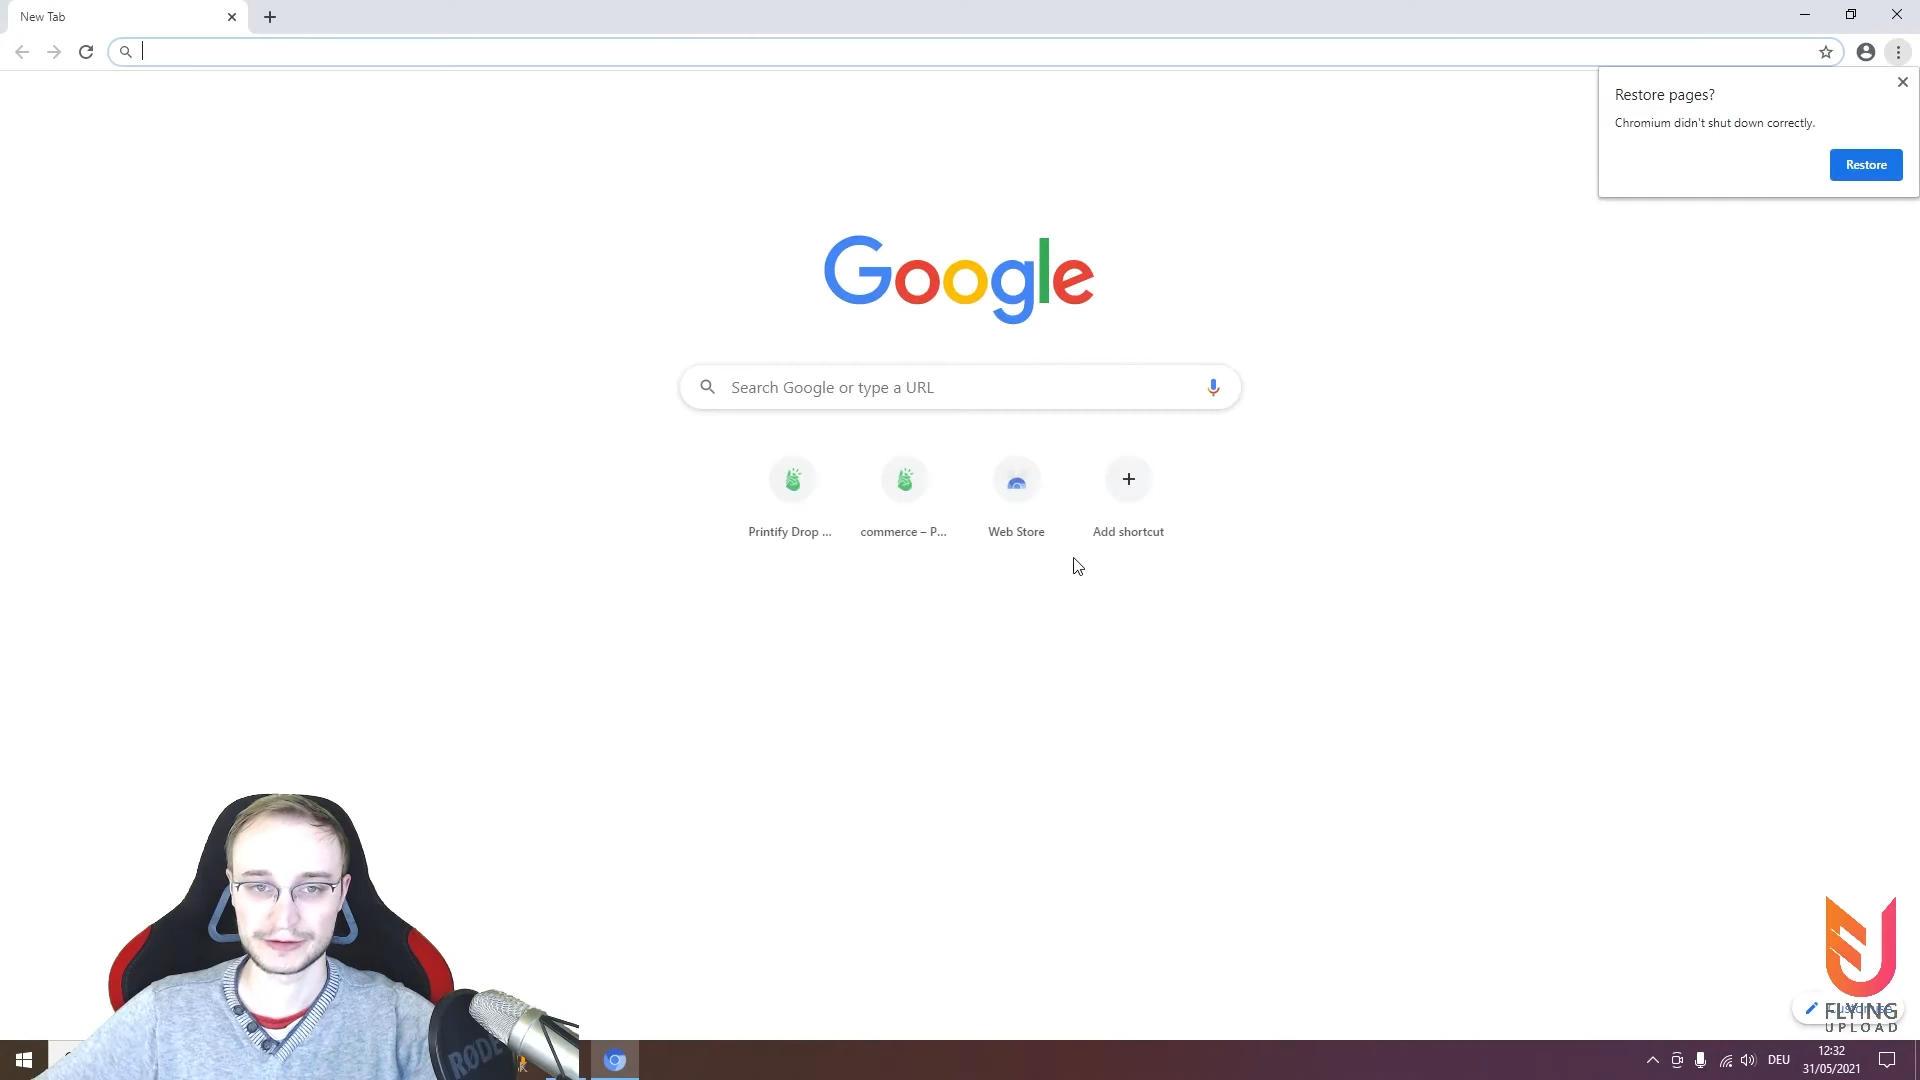 New Tab
Restore pages?
Chromium didn't shut down correctly.
Restore
Google
Search Google or type a URL
Printify Drop ...
commerce – P...
Web Store
Add shortcut
RØDE
FLYING
UPLOAD
DEU
12:32
31/05/2021